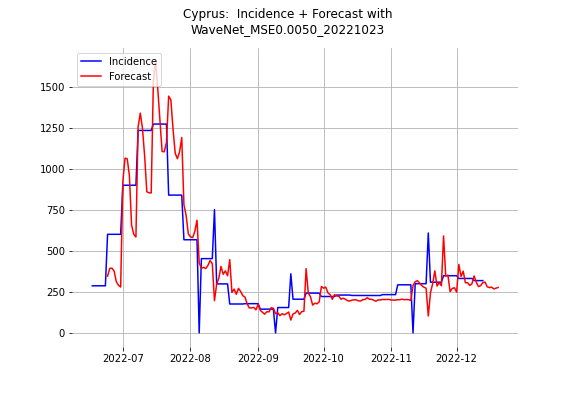 Cyprus:  Incidence + Forecast with
WaveNet_MSE0.0050_20221023
Incidence
Forecast
1500
1250
1000
750
500
250
0
2022-07 2022-08 2022-09 2022-10 2022-11 2022-12